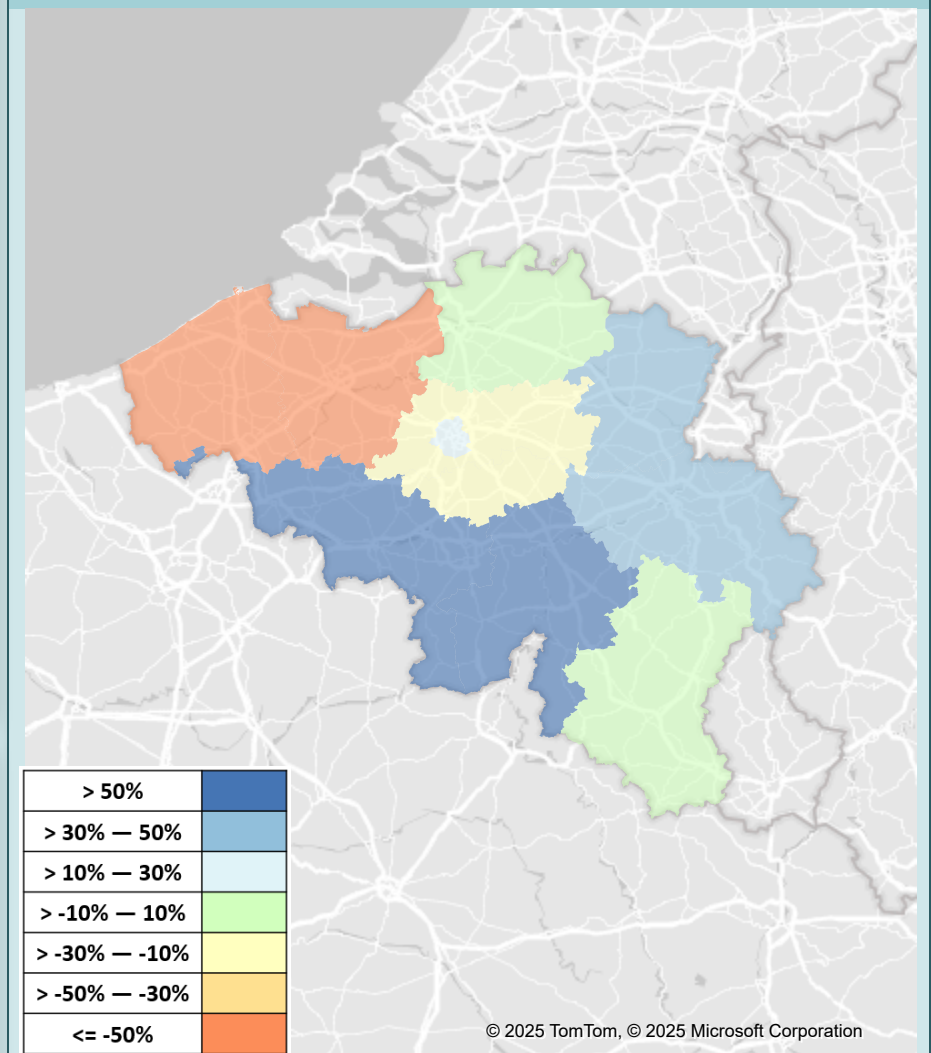 > 50%
> 30% — 50%
> 10% — 30%
> -10% — 10%
> -30% — -10%
> -50% — -30%
<= -50%
© 2025 TomTom, © 2025 Microsoft Corporation